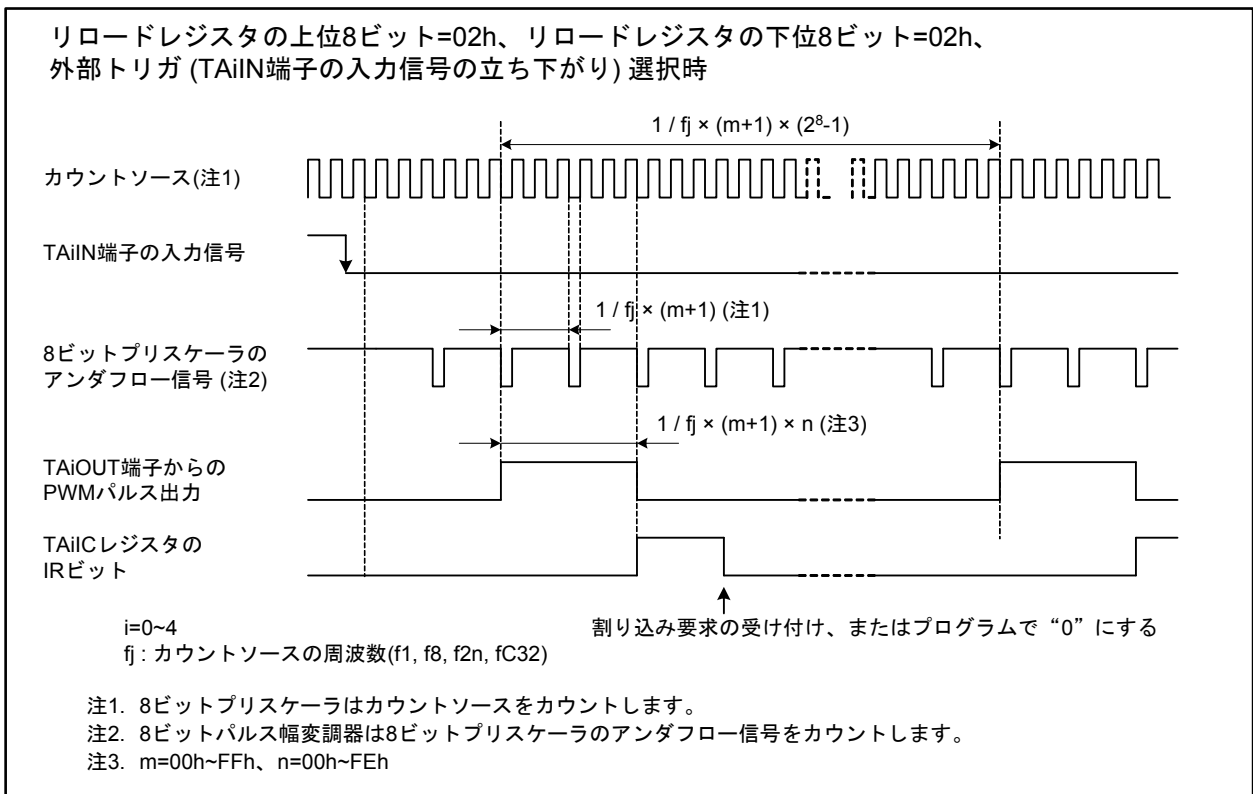 リロードレジスタの上位8ビット=02h、リロードレジスタの下位8ビット=02h、
外部トリガ (TAiIN端子の入力信号の立ち下がり) 選択時
1 / fj × (m+1) × (2⁸-1)
カウントソース(注1)
TAiIN端子の入力信号
1 / fj × (m+1) (注1)
8ビットプリスケーラの
アンダフロー信号 (注2)
1 / fj × (m+1) × n (注3)
TAiOUT端子からの
PWMパルス出力
TAiICレジスタの
IRビット
i=0~4
割り込み要求の受け付け、またはプログラムで “0” にする
fj : カウントソースの周波数(f1, f8, f2n, fC32)
注1. 8ビットプリスケーラはカウントソースをカウントします。
注2. 8ビットパルス幅変調器は8ビットプリスケーラのアンダフロー信号をカウントします。
注3. m=00h~FFh、n=00h~FEh